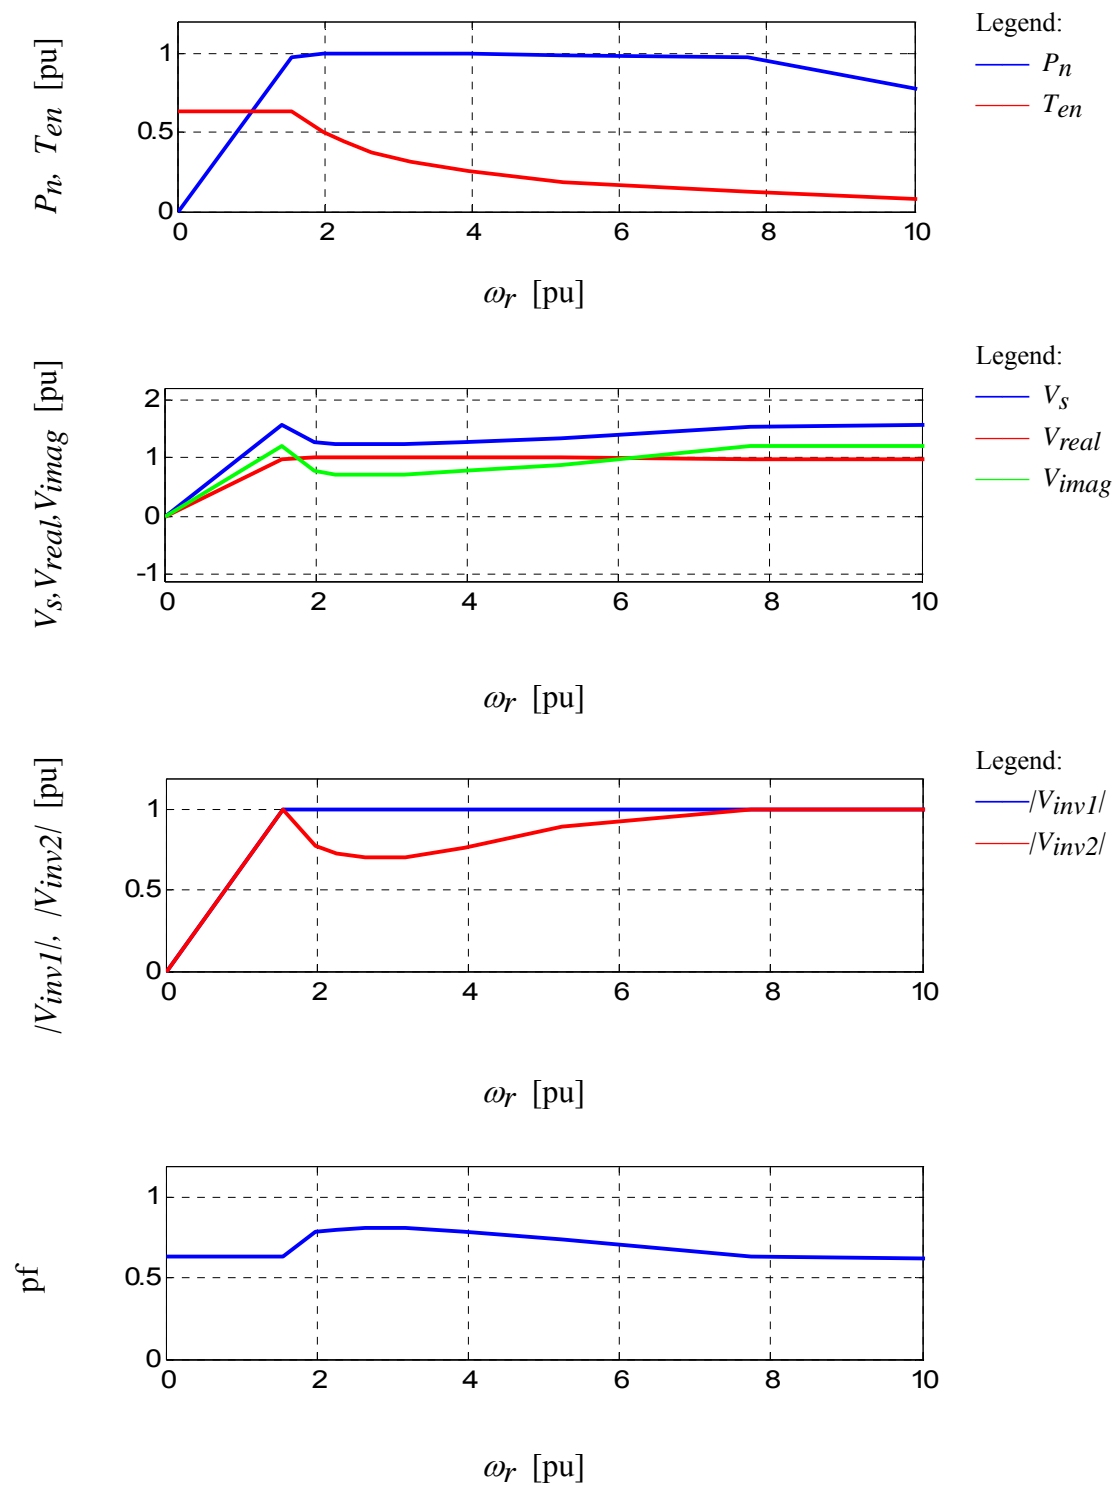 Legend:
Pn
Ten
Pn, Ten [pu]
1
0.5
0
0 2 4 6 8 10
ωr [pu]
Legend:
Vs
Vreal
Vimag
Vs,Vreal,Vimag [pu]
2
1
0
-1
0 2 4 6 8 10
ωr [pu]
Legend:
|Vinv1|
|Vinv2|
|Vinv1|, |Vinv2| [pu]
1
0.5
0
0 2 4 6 8 10
ωr [pu]
pf
1
0.5
0
0 2 4 6 8 10
ωr [pu]